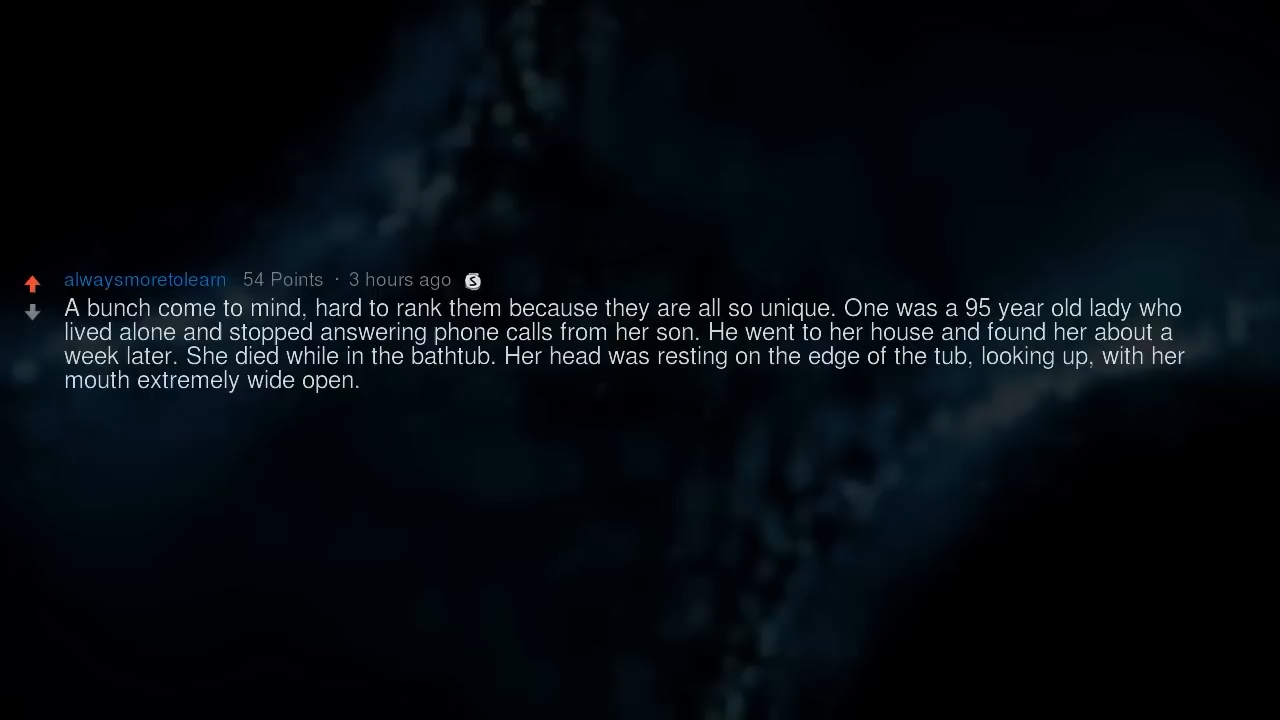 alwaysmoretolearn 54 Points · 3 hours ago S
A bunch come to mind, hard to rank them because they are all so unique. One was a 95 year old lady who
lived alone and stopped answering phone calls from her son. He went to her house and found her about a
week later. She died while in the bathtub. Her head was resting on the edge of the tub, looking up, with her
mouth extremely wide open.